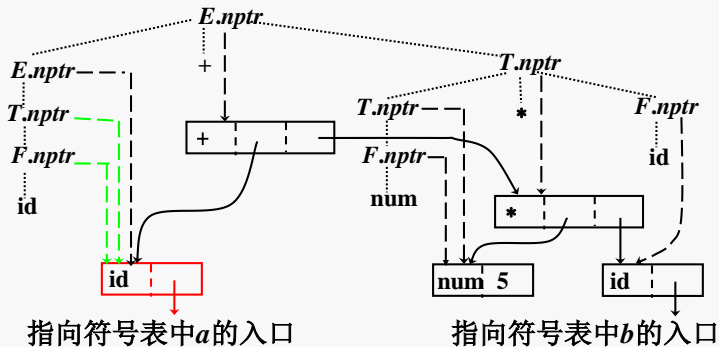 E.nptr
E.nptr + T.nptr
T.nptr T.nptr * F.nptr
+
F.nptr F.nptr id
id num
*
id num 5 id
指向符号表中a的入口 指向符号表中b的入口